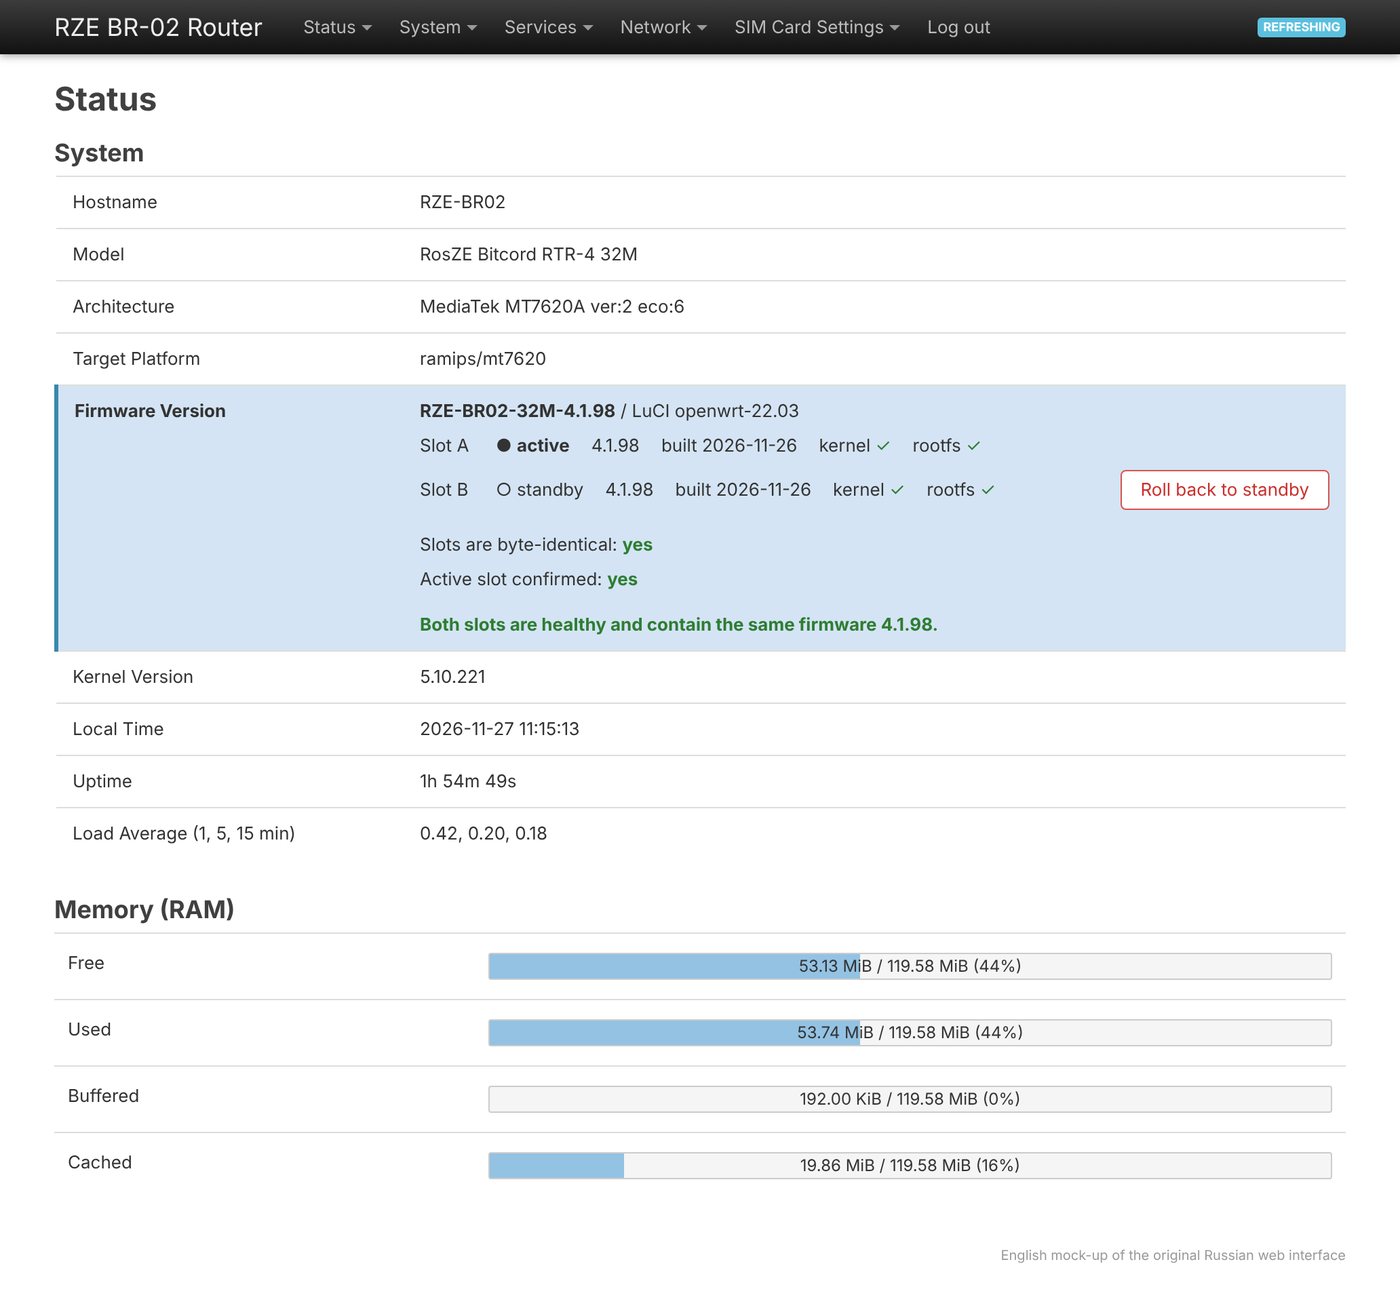 RZE BR-02 Router Status System Services Network SIM Card Settings Log out REFRESHING
Status
System
Hostname RZE-BR02
Model RosZE Bitcord RTR-4 32M
Architecture MediaTek MT7620A ver:2 eco:6
Target Platform ramips/mt7620
Firmware Version RZE-BR02-32M-4.1.98 / LuCI openwrt-22.03
Slot A ● active 4.1.98 built 2026-11-26 kernel ✓ rootfs ✓
Slot B ○ standby 4.1.98 built 2026-11-26 kernel ✓ rootfs ✓ Roll back to standby
Slots are byte-identical: yes
Active slot confirmed: yes
Both slots are healthy and contain the same firmware 4.1.98.
Kernel Version 5.10.221
Local Time 2026-11-27 11:15:13
Uptime 1h 54m 49s
Load Average (1, 5, 15 min) 0.42, 0.20, 0.18
Memory (RAM)
Free 53.13 MiB / 119.58 MiB (44%)
Used 53.74 MiB / 119.58 MiB (44%)
Buffered 192.00 KiB / 119.58 MiB (0%)
Cached 19.86 MiB / 119.58 MiB (16%)
English mock-up of the original Russian web interface